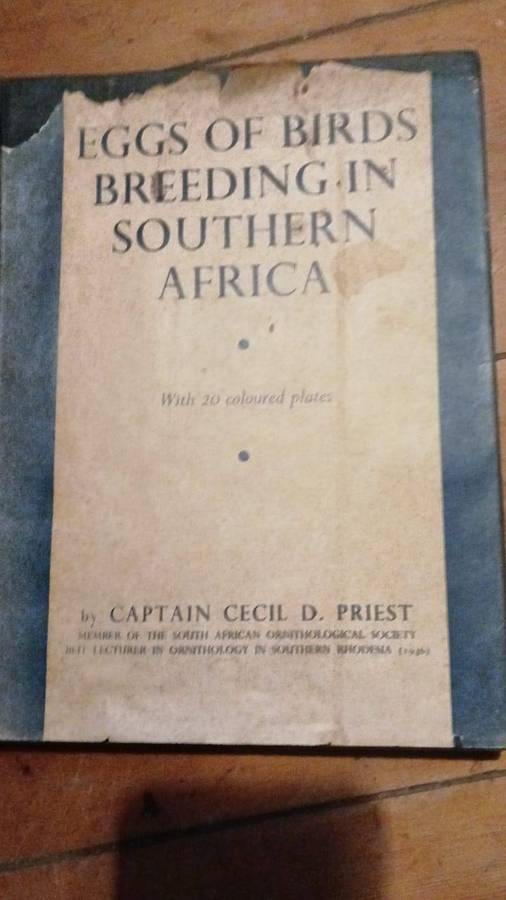 EGGS OF BIRDS
BREEDING IN
SOUTHERN
AFRICA
With 20 coloured plates
by CAPTAIN CECIL D. PRIEST
MEMBER OF THE SOUTH AFRICAN ORNITHOLOGICAL SOCIETY
LECTURER IN ORNITHOLOGY IN SOUTHERN RHODESIA